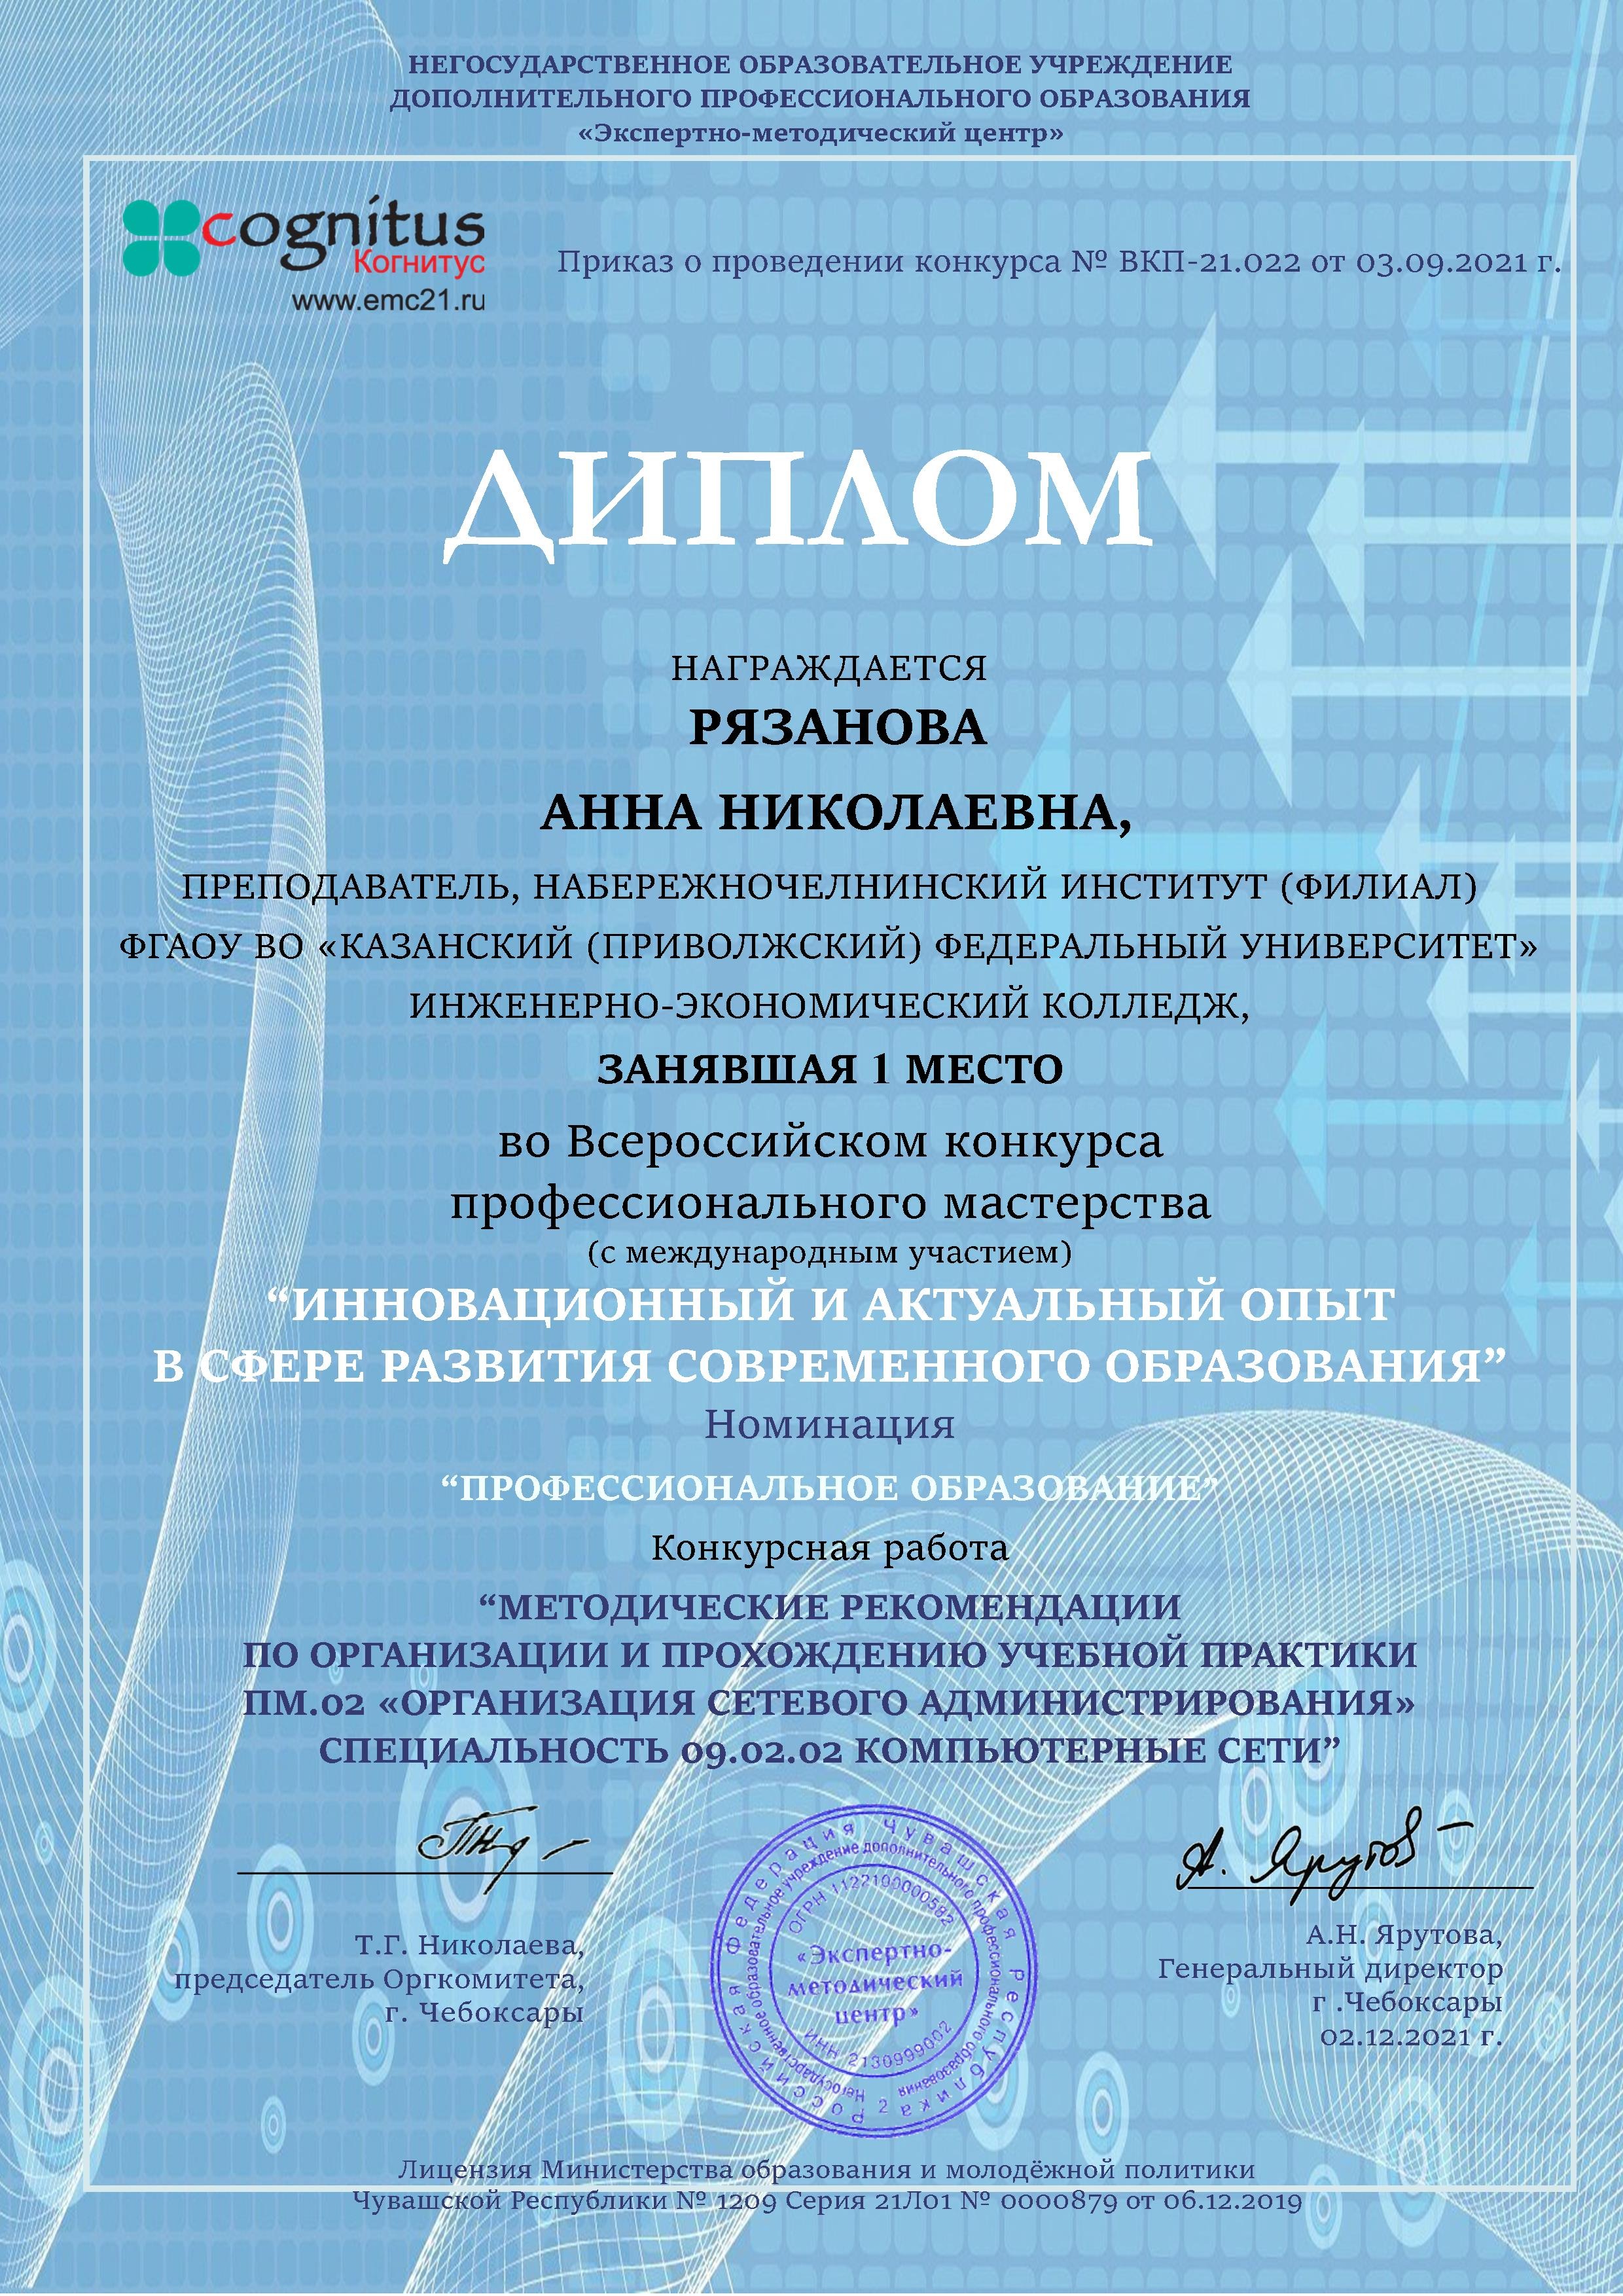 НЕГОСУДАРСТВЕННОЕ ОБРАЗОВАТЕЛЬНОЕ УЧРЕЖДЕНИЕ
ДОПОЛНИТЕЛЬНОГО ПРОФЕССИОНАЛЬНОГО ОБРАЗОВАНИЯ
«Экспертно-методический центр»
cognitus
Когнитус
www.emc21.ru
Приказ о проведении конкурса № ВКП-21.022 от 03.09.2021 г.
ДИПЛОМ
НАГРАЖДАЕТСЯ
РЯЗАНОВА
АННА НИКОЛАЕВНА,
ПРЕПОДАВАТЕЛЬ, НАБЕРЕЖНОЧЕЛНИНСКИЙ ИНСТИТУТ (ФИЛИАЛ)
ФГАОУ ВО «КАЗАНСКИЙ (ПРИВОЛЖСКИЙ) ФЕДЕРАЛЬНЫЙ УНИВЕРСИТЕТ»
ИНЖЕНЕРНО-ЭКОНОМИЧЕСКИЙ КОЛЛЕДЖ,
ЗАНЯВШАЯ 1 МЕСТО
во Всероссийском конкурса
профессионального мастерства
(с международным участием)
“ИННОВАЦИОННЫЙ И АКТУАЛЬНЫЙ ОПЫТ
В СФЕРЕ РАЗВИТИЯ СОВРЕМЕННОГО ОБРАЗОВАНИЯ”
Номинация
“ПРОФЕССИОНАЛЬНОЕ ОБРАЗОВАНИЕ”
Конкурсная работа
“МЕТОДИЧЕСКИЕ РЕКОМЕНДАЦИИ
ПО ОРГАНИЗАЦИИ И ПРОХОЖДЕНИЮ УЧЕБНОЙ ПРАКТИКИ
ПМ.02 «ОРГАНИЗАЦИЯ СЕТЕВОГО АДМИНИСТРИРОВАНИЯ»
СПЕЦИАЛЬНОСТЬ 09.02.02 КОМПЬЮТЕРНЫЕ СЕТИ”
Т.Г. Николаева,
председатель Оргкомитета,
г. Чебоксары
Российская Федерация Чувашская Республика 2
Негосударственное образовательное учреждение дополнительного профессионального образования
ОГРН 1122100000582
«Экспертно-
методический
центр»
ИНН 2130999002
А. Ярутов
А.Н. Ярутова,
Генеральный директор
г .Чебоксары
02.12.2021 г.
Лицензия Министерства образования и молодёжной политики
Чувашской Республики № 1209 Серия 21Л01 № 0000879 от 06.12.2019